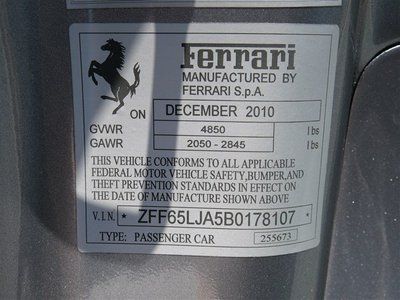 Ferrari
MANUFACTURED BY
FERRARI S.p.A.
ON DECEMBER 2010
GVWR 4850 lbs
GAWR 2050 - 2845 lbs
THIS VEHICLE CONFORMS TO ALL APPLICABLE
FEDERAL MOTOR VEHICLE SAFETY, BUMPER, AND
THEFT PREVENTION STANDARDS IN EFFECT ON
THE DATE OF MANUFACTURE SHOWN ABOVE
V.I.N. * ZFF65LJA5B0178107 *
TYPE: PASSENGER CAR 255673